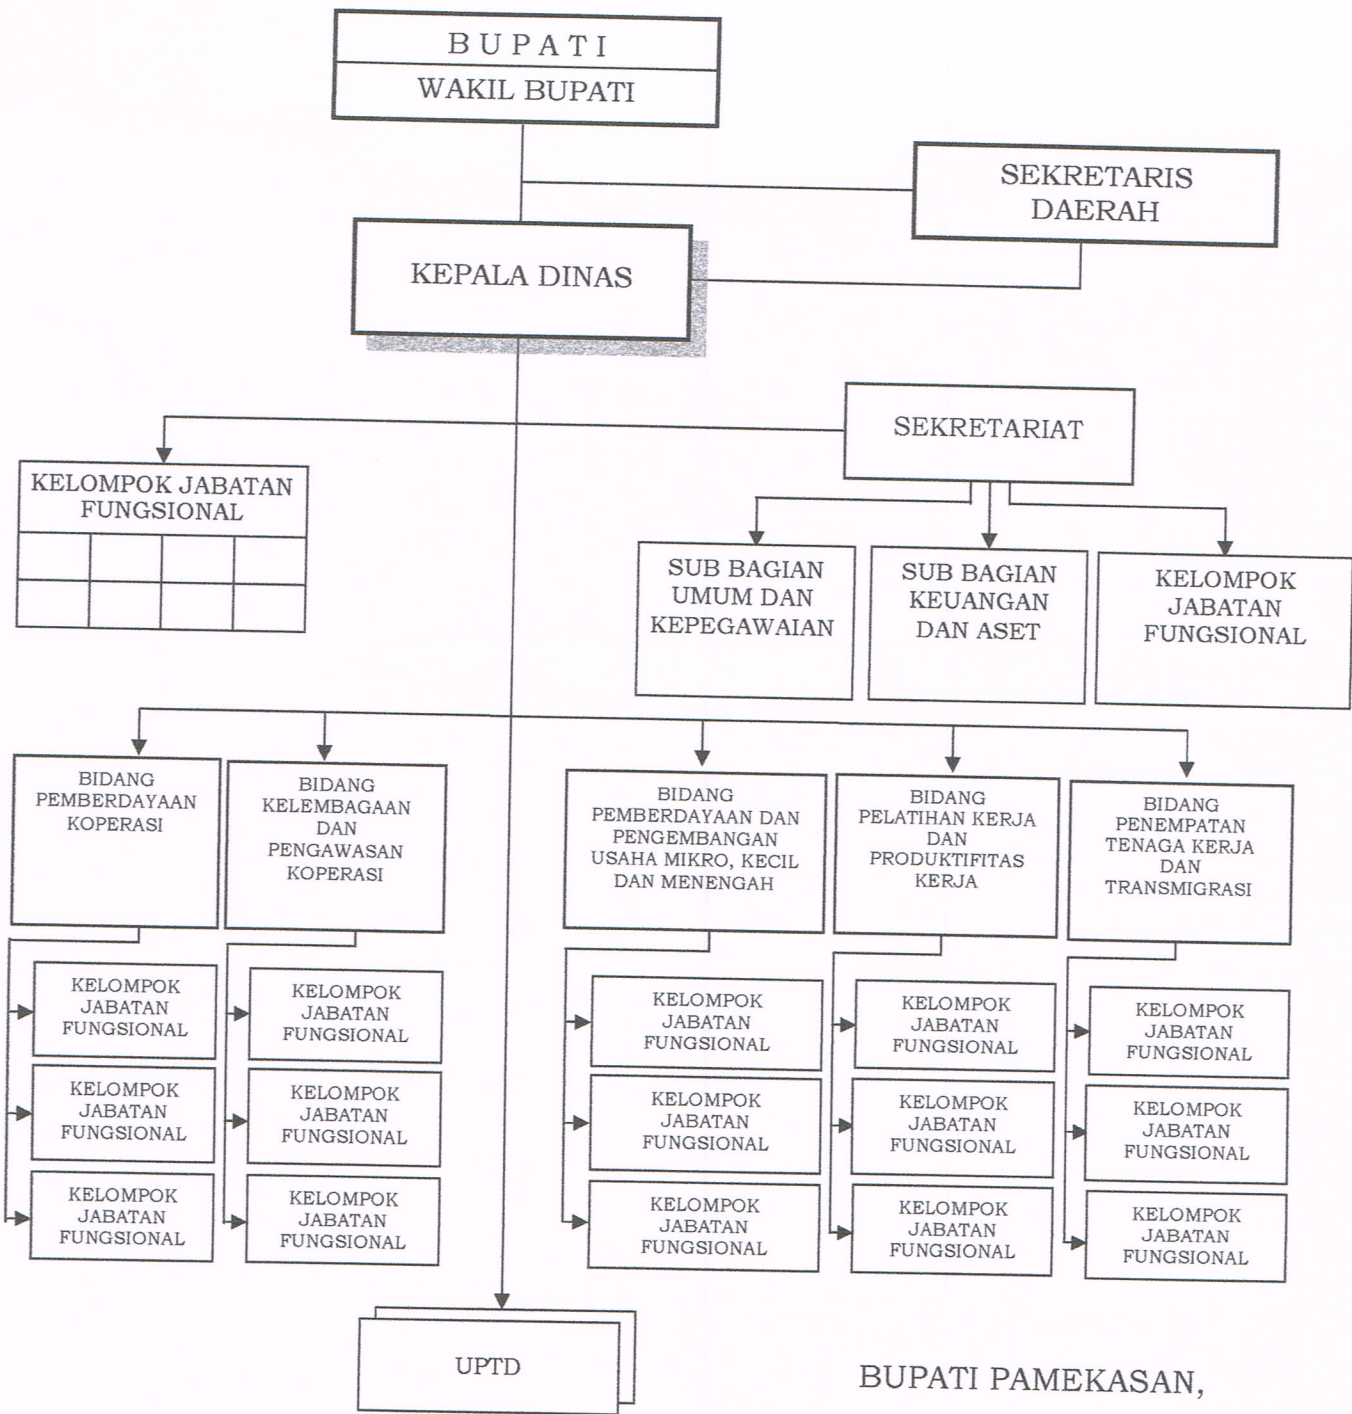 B U P A T I
WAKIL BUPATI
SEKRETARIS
DAERAH
KEPALA DINAS
SEKRETARIAT
KELOMPOK JABATAN
FUNGSIONAL
SUB BAGIAN
UMUM DAN
KEPEGAWAIAN
SUB BAGIAN
KEUANGAN
DAN ASET
KELOMPOK
JABATAN
FUNGSIONAL
BIDANG
PEMBERDAYAAN
KOPERASI
BIDANG
KELEMBAGAAN
DAN
PENGAWASAN
KOPERASI
BIDANG
PEMBERDAYAAN DAN
PENGEMBANGAN
USAHA MIKRO, KECIL
DAN MENENGAH
BIDANG
PELATIHAN KERJA
DAN
PRODUKTIFITAS
KERJA
BIDANG
PENEMPATAN
TENAGA KERJA
DAN
TRANSMIGRASI
KELOMPOK
JABATAN
FUNGSIONAL
KELOMPOK
JABATAN
FUNGSIONAL
KELOMPOK
JABATAN
FUNGSIONAL
KELOMPOK
JABATAN
FUNGSIONAL
KELOMPOK
JABATAN
FUNGSIONAL
KELOMPOK
JABATAN
FUNGSIONAL
KELOMPOK
JABATAN
FUNGSIONAL
KELOMPOK
JABATAN
FUNGSIONAL
KELOMPOK
JABATAN
FUNGSIONAL
KELOMPOK
JABATAN
FUNGSIONAL
KELOMPOK
JABATAN
FUNGSIONAL
KELOMPOK
JABATAN
FUNGSIONAL
KELOMPOK
JABATAN
FUNGSIONAL
KELOMPOK
JABATAN
FUNGSIONAL
KELOMPOK
JABATAN
FUNGSIONAL
UPTD
BUPATI PAMEKASAN,